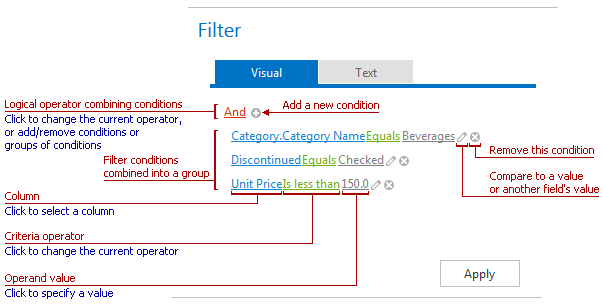 Filter
Visual
Text
Logical operator combining conditions
Click to change the current operator,
or add/remove conditions or
groups of conditions
And
Add a new condition
Category.Category Name Equals Beverages
Remove this condition
Filter conditions
combined into a group
Discontinued Equals Checked
Compare to a value
or another field's value
Unit Price Is less than 150.0
Column
Click to select a column
Criteria operator
Click to change the current operator
Operand value
Click to specify a value
Apply